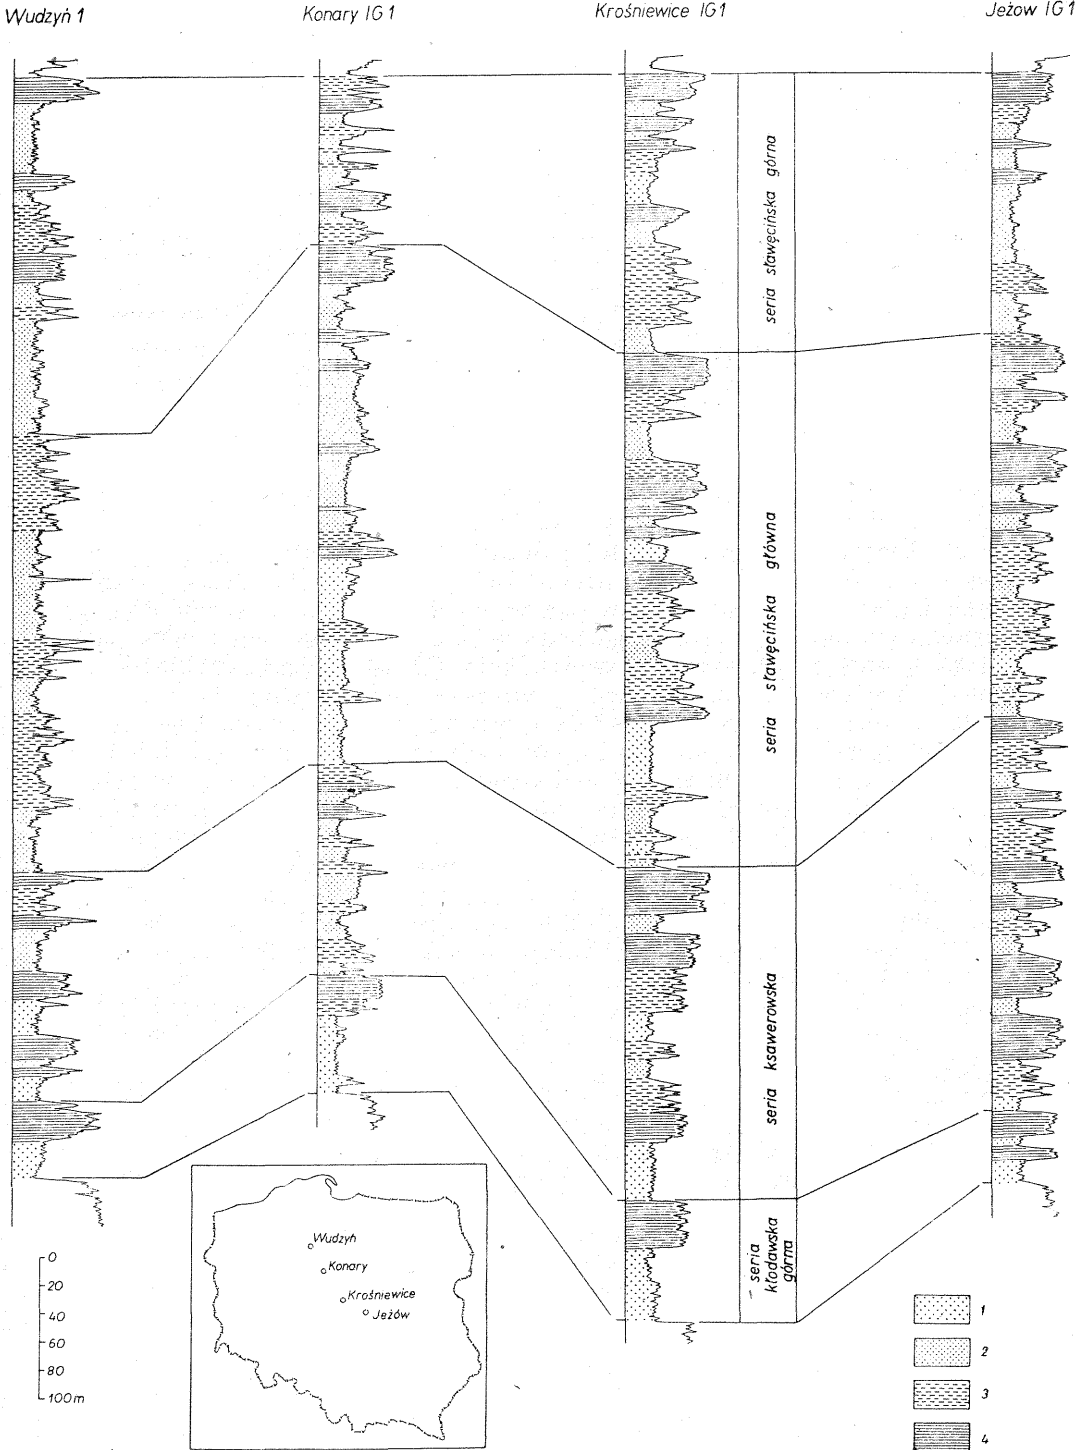 Wudzyń 1
Konary IG 1
Krośniewice IG 1
Jeżow IG 1
seria sławęcińska górna
seria sławęcińska główna
seria ksawerowska
seria
kłodawska
górna
Wudzyń
Konary
Krośniewice
Jeżów
0
20
40
60
80
100m
1
2
3
4